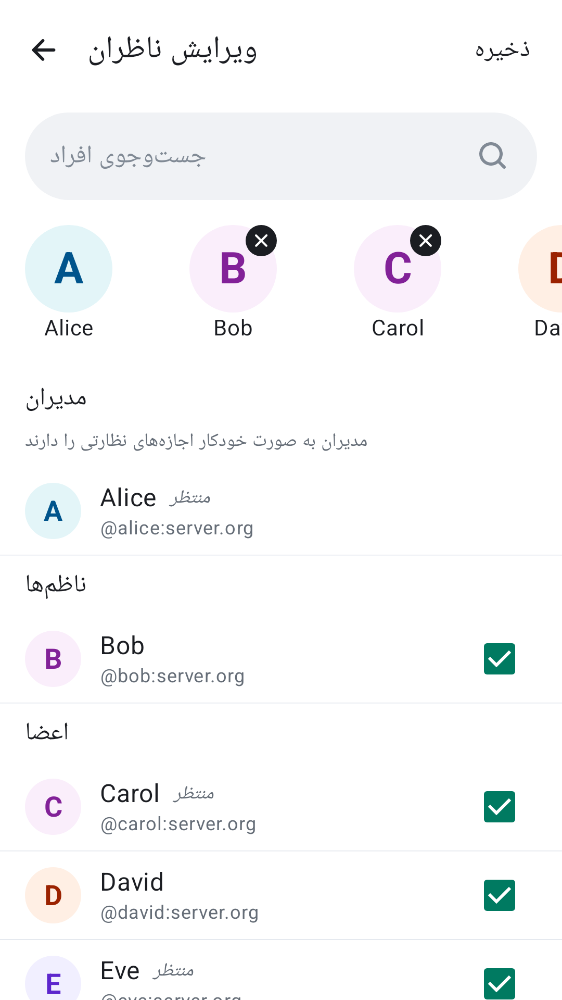 ویرایش ناظران
ذخیره
جست‌وجوی افراد
A
B
C
Alice
Bob
Carol
Da
مدیران
مدیران به صورت خودکار اجازه‌های نظارتی را دارند
A
Alice منتظر
@alice:server.org
ناظم‌ها
B
Bob
@bob:server.org
اعضا
C
Carol منتظر
@carol:server.org
D
David
@david:server.org
E
Eve منتظر